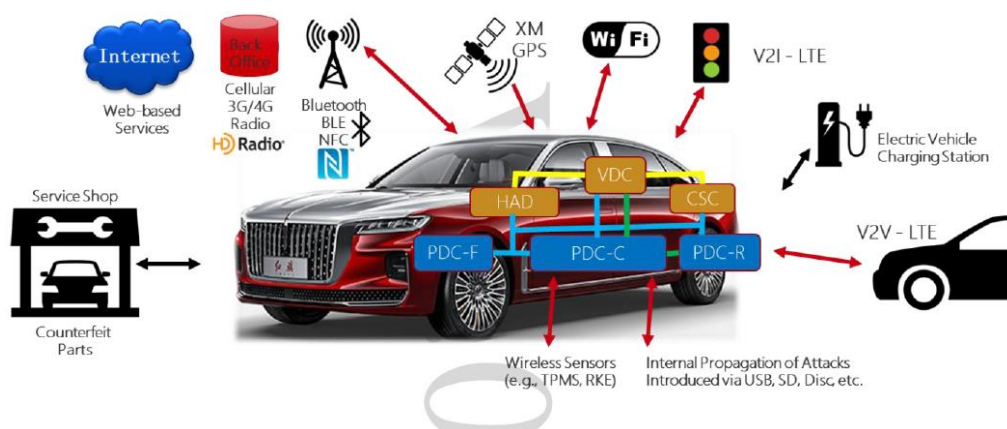 Internet
Web-based
Services
Back
Office
Cellular
3G/4G
Radio
HD Radio
Bluetooth
BLE
NFC
XM
GPS
Wi Fi
V2I - LTE
Electric Vehicle
Charging Station
Service Shop
Counterfeit
Parts
VDC
HAD
CSC
PDC-F
PDC-C
PDC-R
V2V - LTE
Wireless Sensors
(e.g., TPMS, RKE)
Internal Propagation of Attacks
Introduced via USB, SD, Disc, etc.